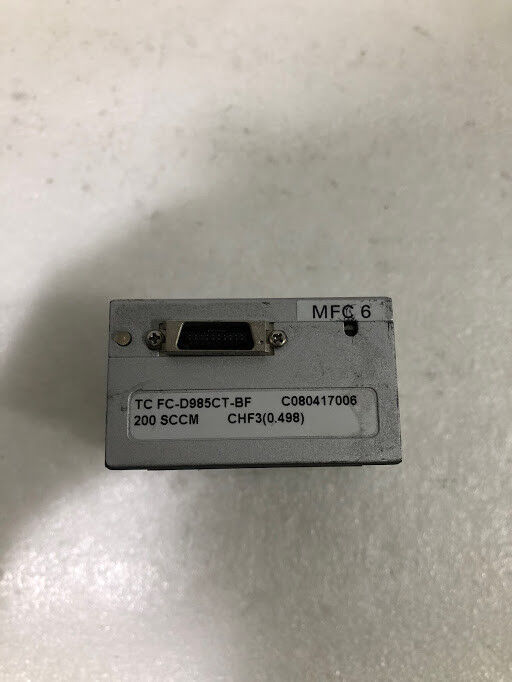 MFC 6
TC FC-D985CT-BF C080417006
200 SCCM CHF3(0.498)